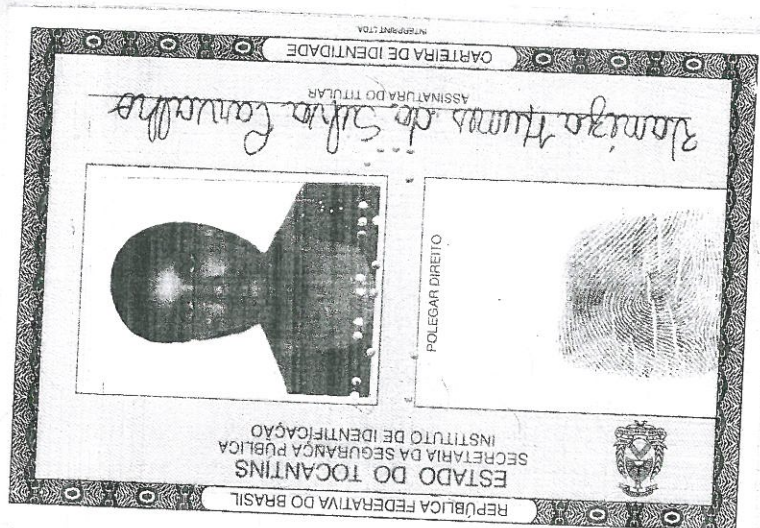 REPÚBLICA FEDERATIVA DO BRASIL
ESTADO DO TOCANTINS
SECRETARIA DA SEGURANÇA PÚBLICA
INSTITUTO DE IDENTIFICAÇÃO
POLEGAR DIREITO
da Silva Carvalho
ASSINATURA DO TITULAR
CARTEIRA DE IDENTIDADE
INTERPRINT LTDA